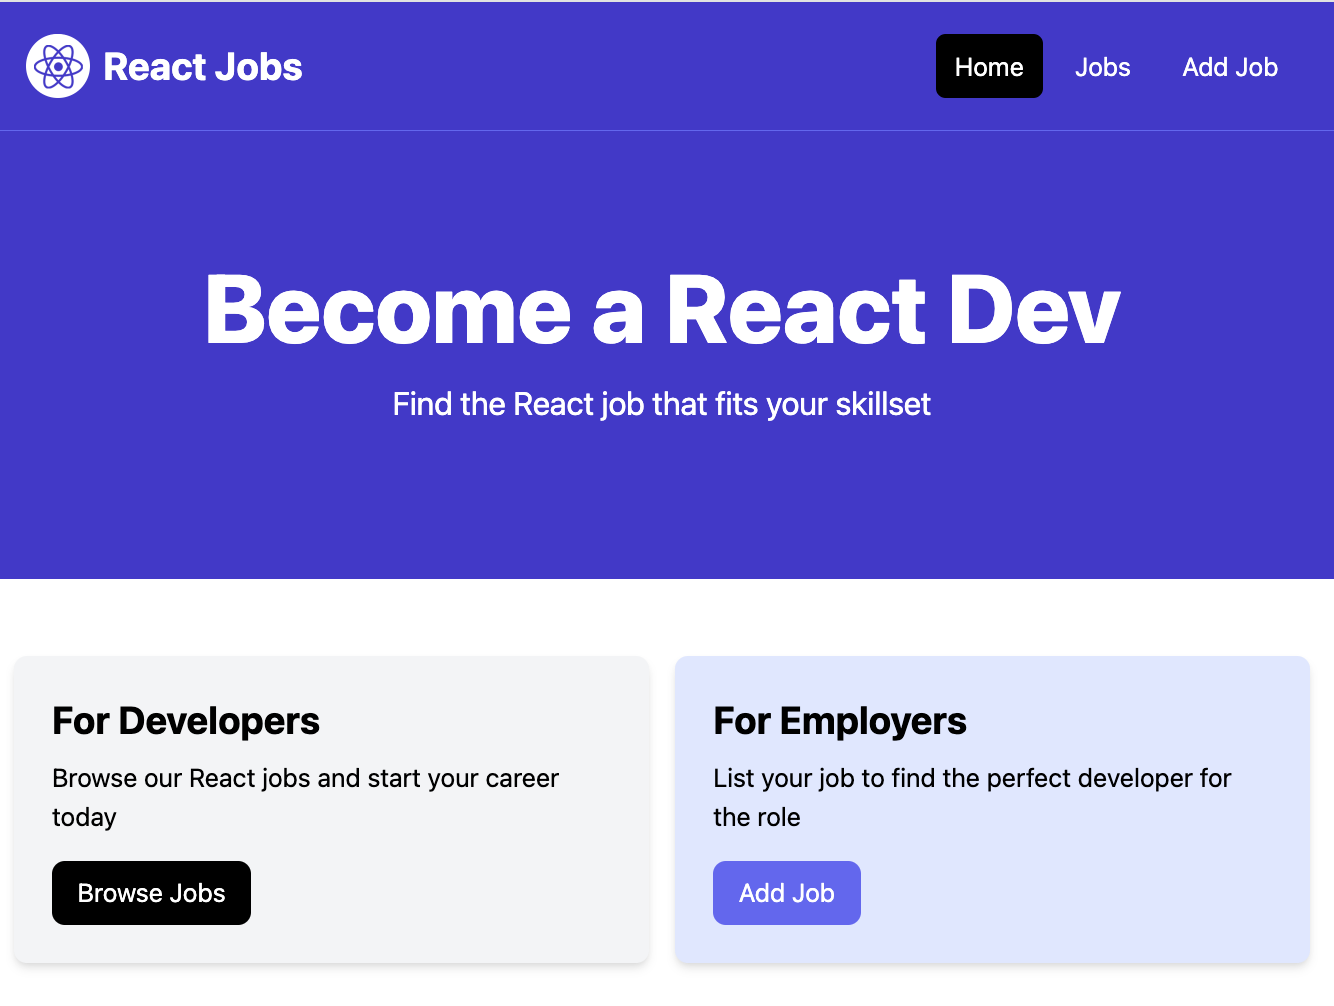 React Jobs
Home Jobs Add Job
Become a React Dev
Find the React job that fits your skillset
For Developers
Browse our React jobs and start your career
today
Browse Jobs
For Employers
List your job to find the perfect developer for
the role
Add Job